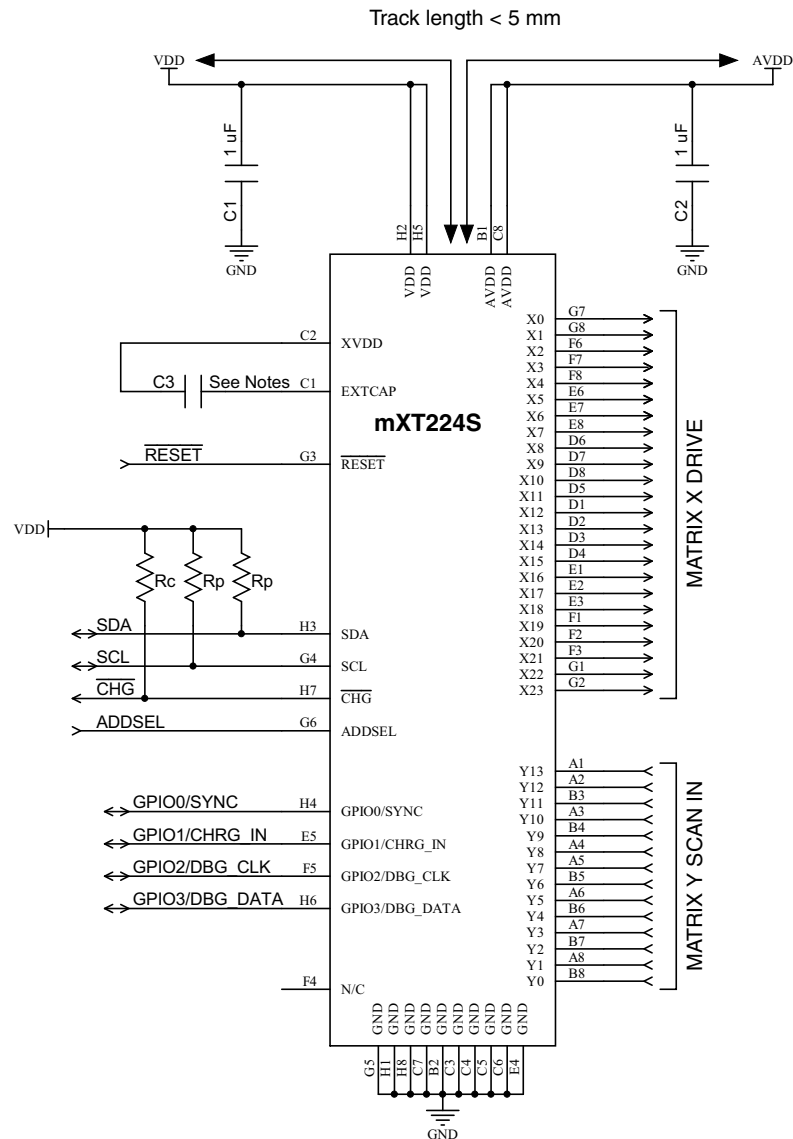 Track length < 5 mm
VDD
AVDD
1 uF
C1
GND
1 uF
C2
GND
H2
H5
B1
C8
VDD
VDD
AVDD
AVDD
mXT224S
C2 XVDD
C3 See Notes C1 EXTCAP
RESET G3 RESET
VDD
Rc Rp Rp
SDA H3 SDA
SCL G4 SCL
CHG H7 CHG
ADDSEL G6 ADDSEL
GPIO0/SYNC H4 GPIO0/SYNC
GPIO1/CHRG_IN E5 GPIO1/CHRG_IN
GPIO2/DBG_CLK F5 GPIO2/DBG_CLK
GPIO3/DBG_DATA H6 GPIO3/DBG_DATA
F4 N/C
X0 G7
X1 G8
X2 F6
X3 F7
X4 F8
X5 E6
X6 E7
X7 E8
X8 D6
X9 D7
X10 D8
X11 D5
X12 D1
X13 D2
X14 D3
X15 D4
X16 E1
X17 E2
X18 E3
X19 F1
X20 F2
X21 F3
X22 G1
X23 G2
MATRIX X DRIVE
Y13 A1
Y12 A2
Y11 B3
Y10 A3
Y9 B4
Y8 A4
Y7 A5
Y6 B5
Y5 A6
Y4 B6
Y3 A7
Y2 B7
Y1 A8
Y0 B8
MATRIX Y SCAN IN
GND GND GND GND GND GND GND GND GND GND
G5 H1 H8 C7 B2 C3 C4 C5 C6 E4
GND